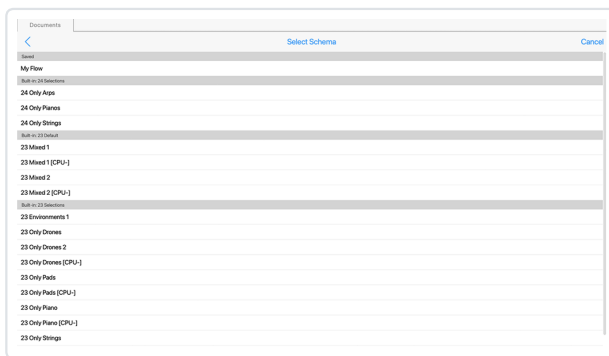 Documents
Select Schema
Cancel
Saved
My Flow
Built-in: 24 Selections
24 Only Arps
24 Only Pianos
24 Only Strings
Built-in: 23 Default
23 Mixed 1
23 Mixed 1 [CPU-]
23 Mixed 2
23 Mixed 2 [CPU-]
Built-in: 23 Selections
23 Environments 1
23 Only Drones
23 Only Drones 2
23 Only Drones [CPU-]
23 Only Pads
23 Only Pads [CPU-]
23 Only Piano
23 Only Piano [CPU-]
23 Only Strings